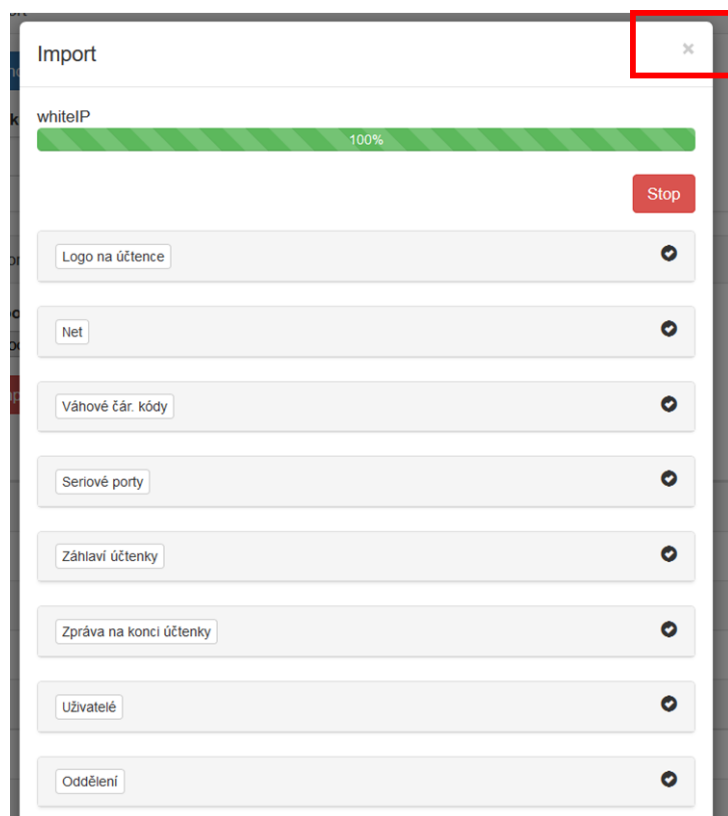 Import
×
whiteIP
100%
Stop
Logo na účtence
Net
Váhové čár. kódy
Seriové porty
Záhlaví účtenky
Zpráva na konci účtenky
Uživatelé
Oddělení